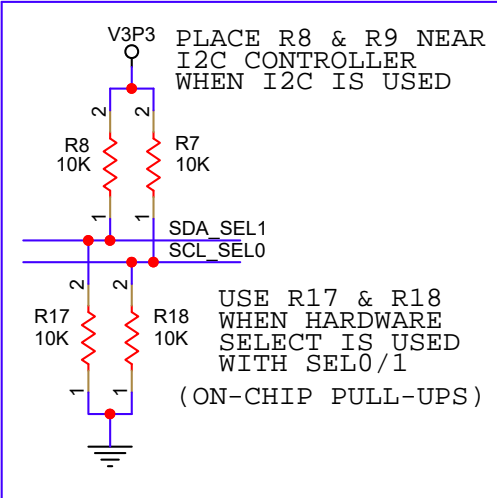 V3P3
PLACE R8 & R9 NEAR
I2C CONTROLLER
WHEN I2C IS USED
2
2
R8
10K
R7
10K
1
1
SDA_SEL1
SCL_SEL0
2
2
R17
10K
R18
10K
1
1
USE R17 & R18
WHEN HARDWARE
SELECT IS USED
WITH SEL0/1
(ON-CHIP PULL-UPS)